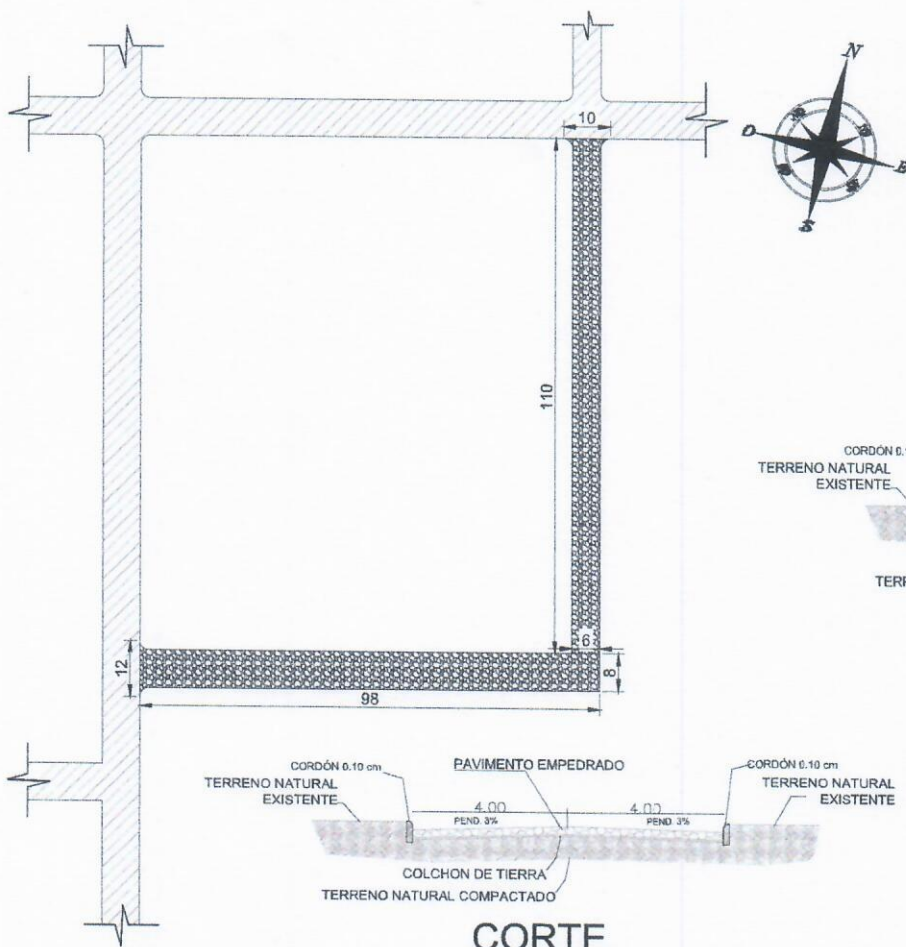 N
O
E
S
10
110
6
12
8
98
CORDÓN 0.1
TERRENO NATURAL
EXISTENTE
TERR
CORDÓN 0.10 cm
TERRENO NATURAL
EXISTENTE
PAVIMENTO EMPEDRADO
CORDÓN 0.10 cm
TERRENO NATURAL
EXISTENTE
4.00
4.00
PEND. 3%
PEND. 3%
COLCHON DE TIERRA
TERRENO NATURAL COMPACTADO
CORTE